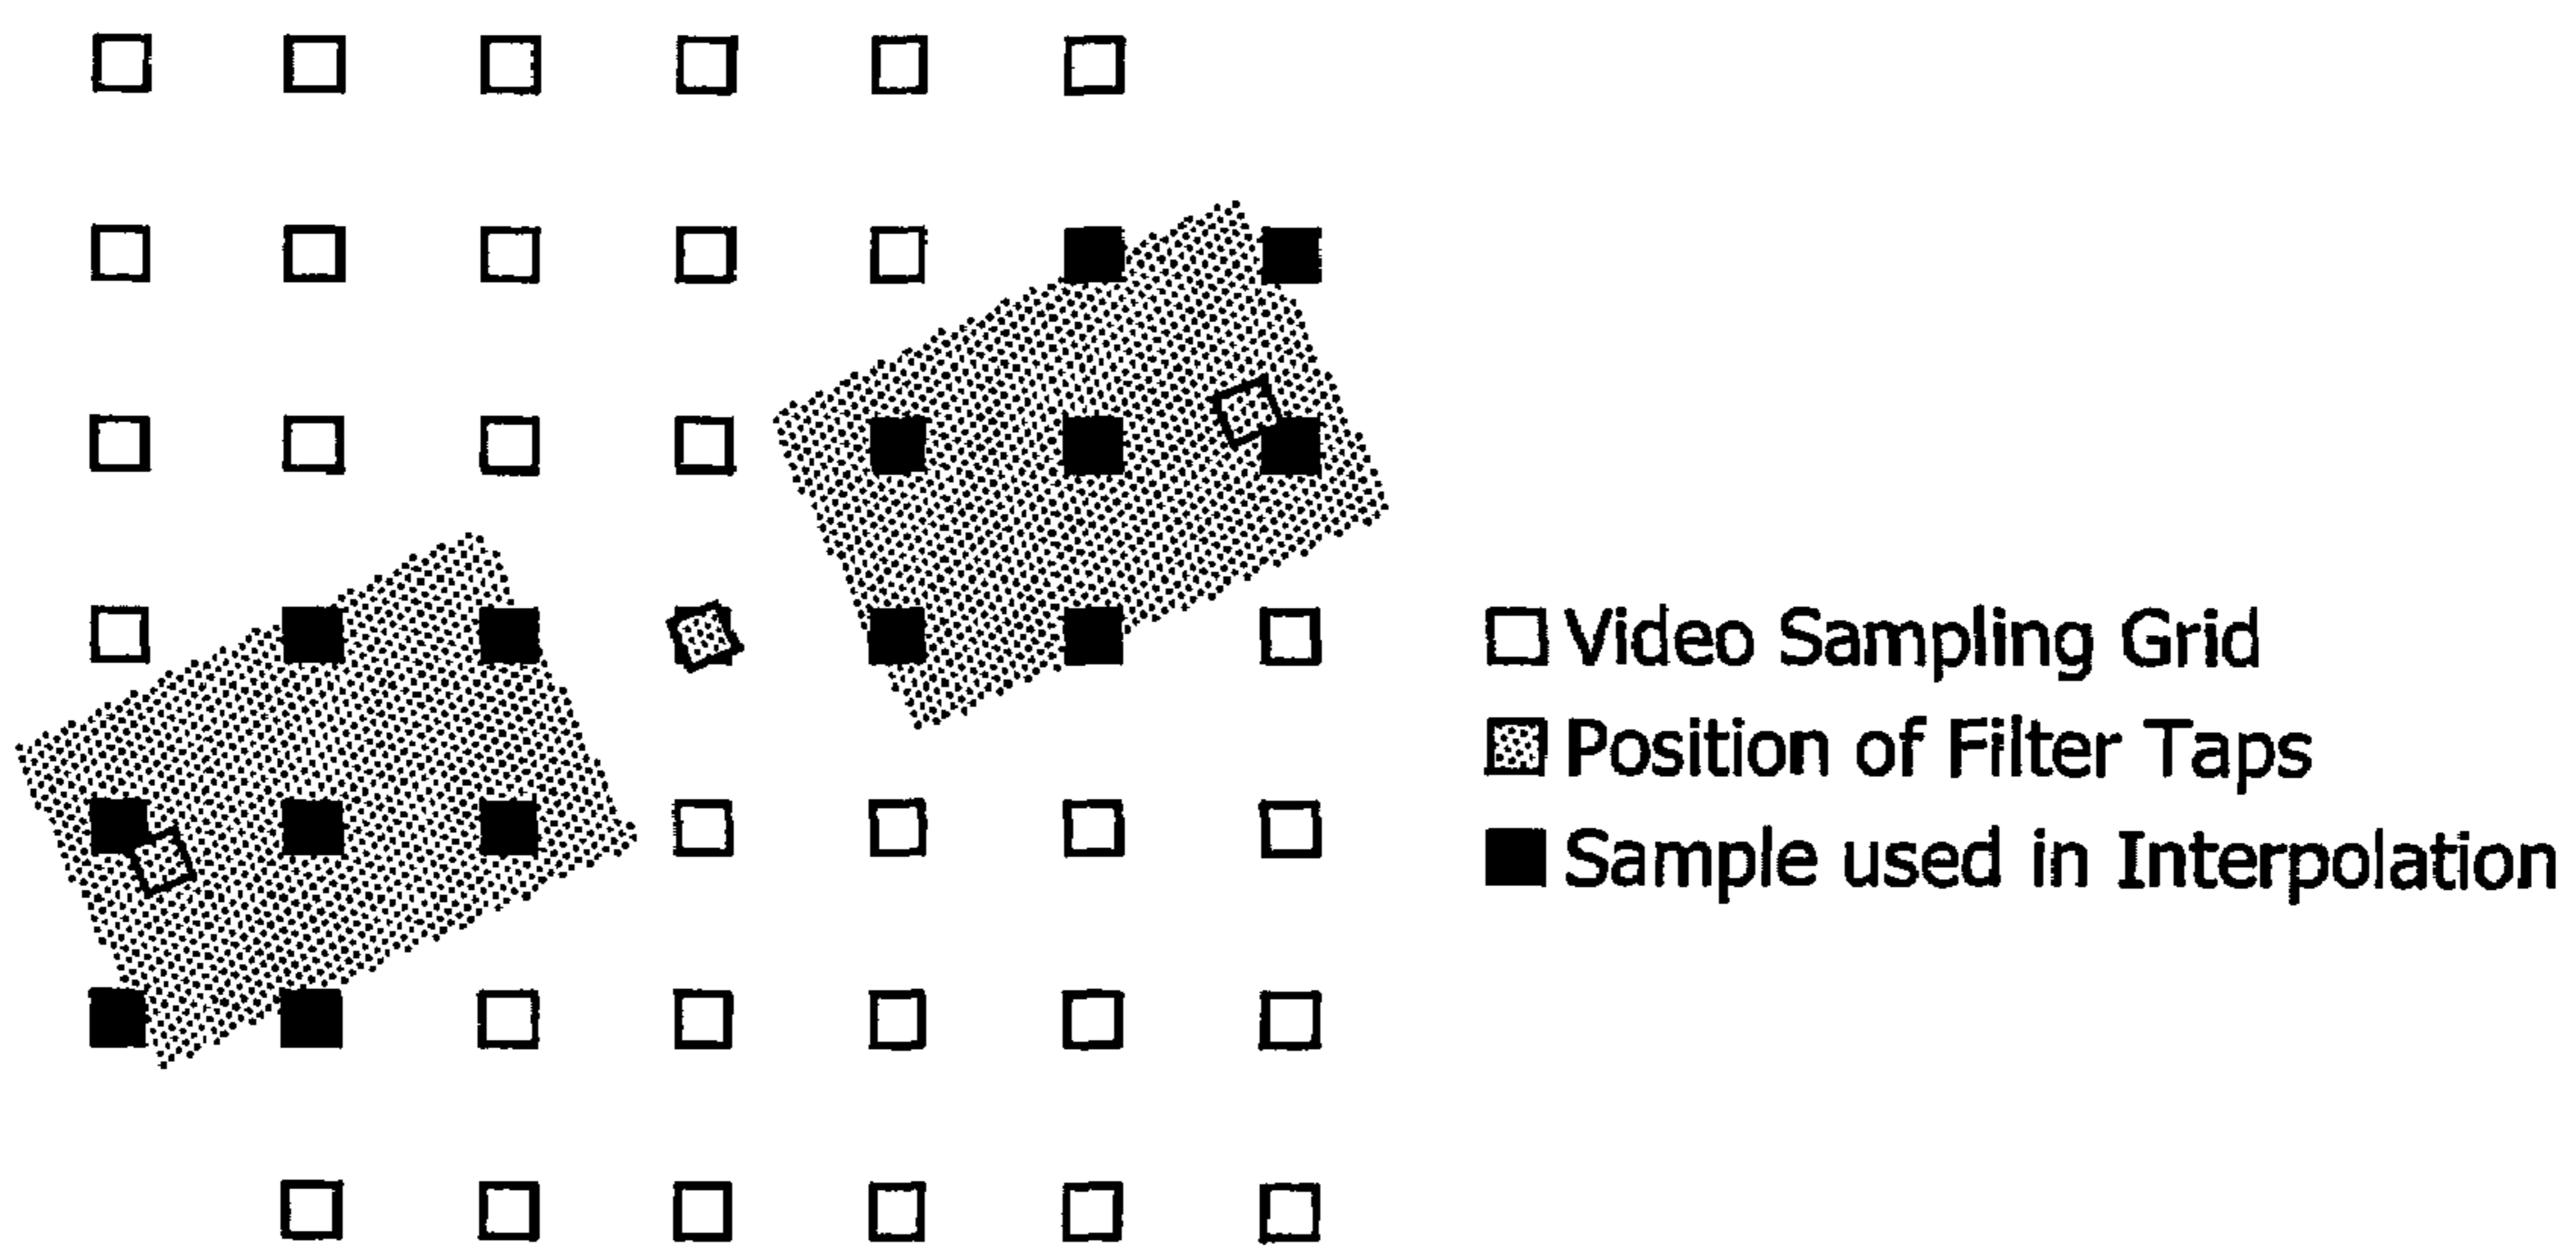 Video Sampling Grid
Position of Filter Taps
Sample used in Interpolation